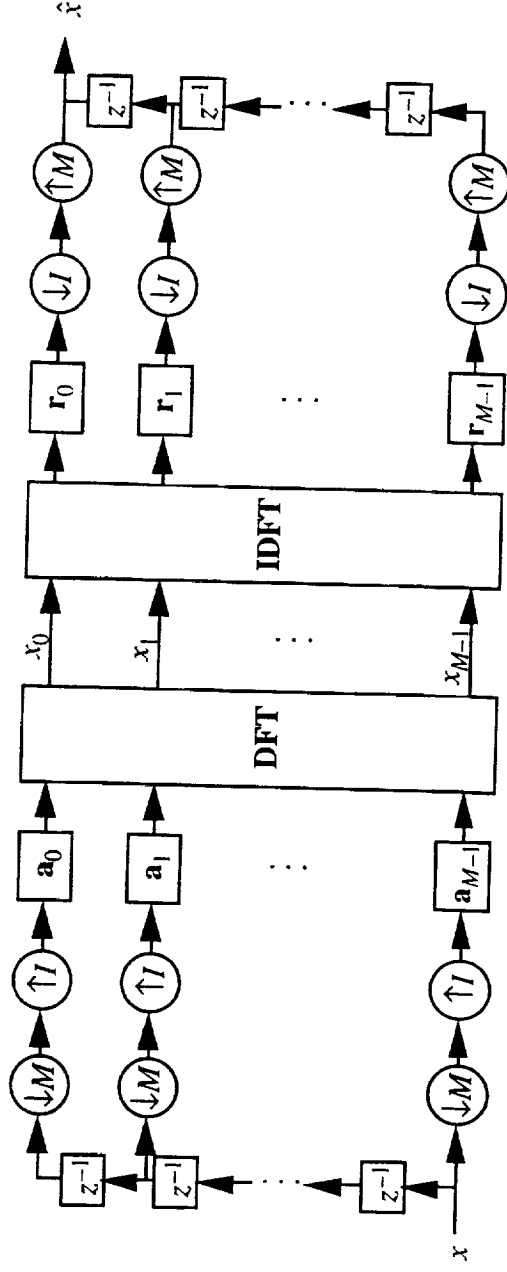 ↓M ↑I a₀ x₀ r₀ ↓I ↑M x̂
z⁻¹ z⁻¹
↓M ↑I a₁ x₁ r₁ ↓I ↑M
z⁻¹ z⁻¹
DFT IDFT
... ... ... ... ...
z⁻¹ z⁻¹
x ↓M ↑I a_{M−1} x_{M−1} r_{M−1} ↓I ↑M